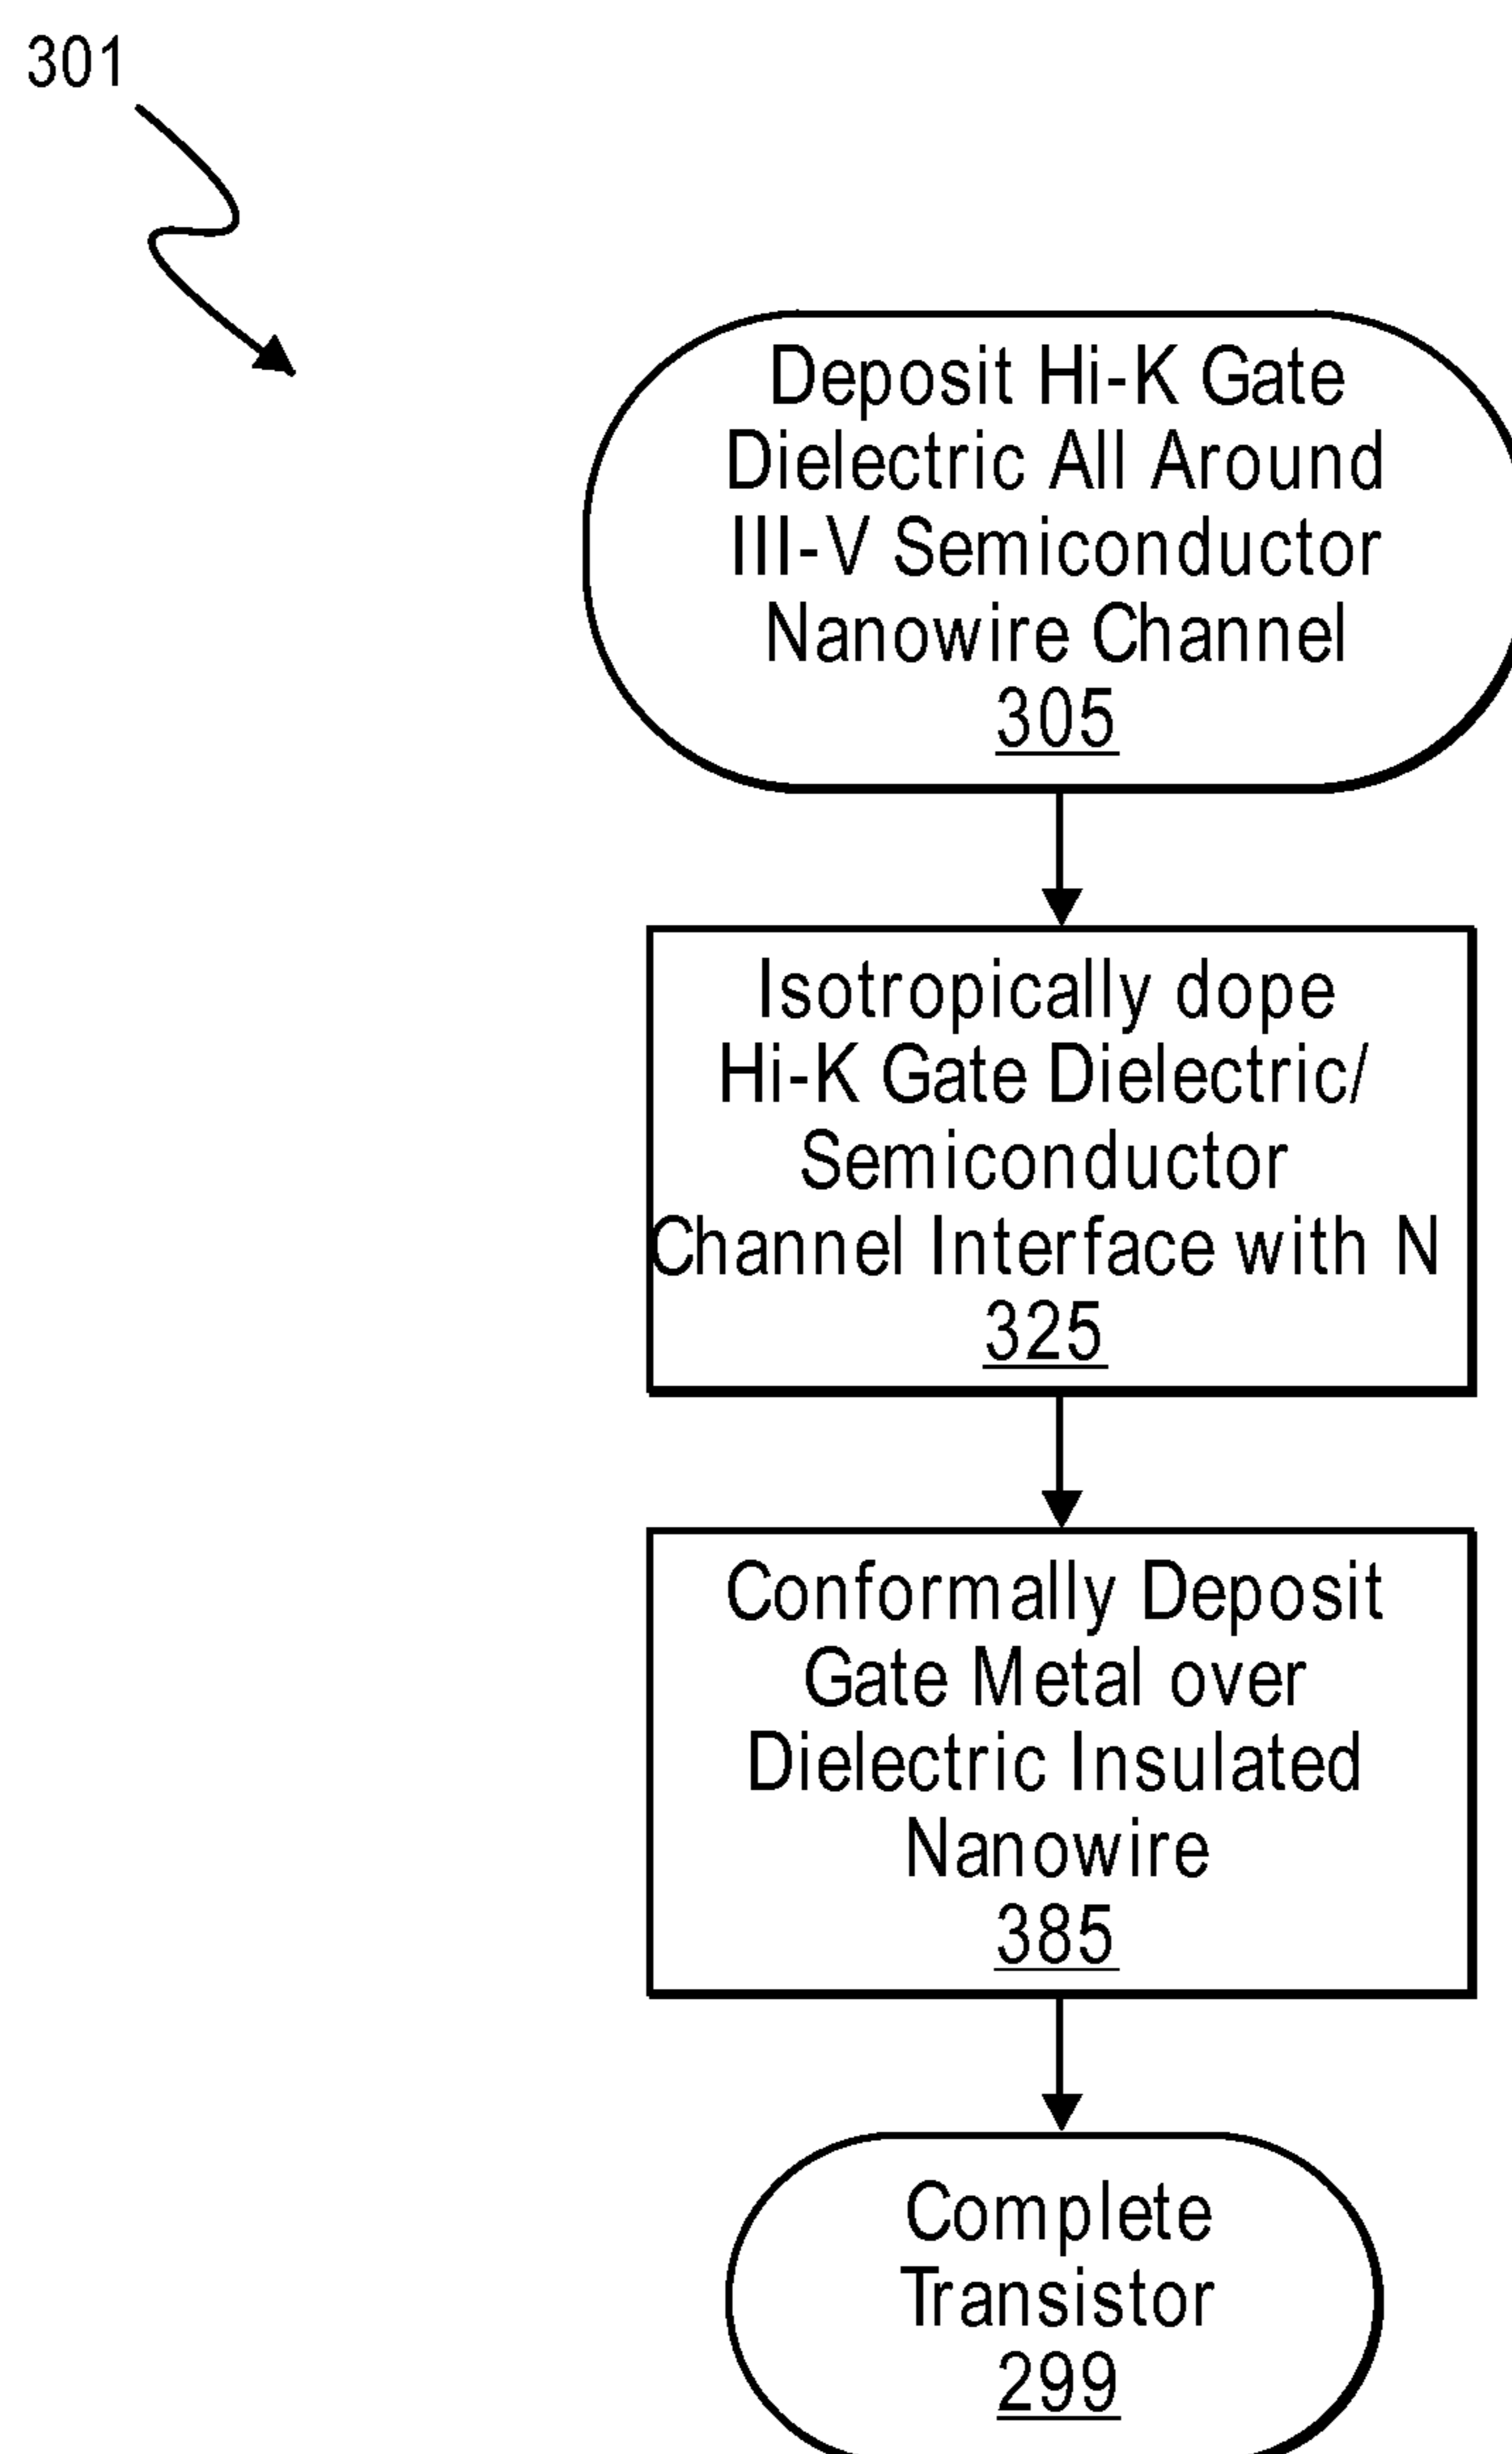 301
Deposit Hi-K Gate
Dielectric All Around
III-V Semiconductor
Nanowire Channel
305
Isotropically dope
Hi-K Gate Dielectric/
Semiconductor
Channel Interface with N
325
Conformally Deposit
Gate Metal over
Dielectric Insulated
Nanowire
385
Complete
Transistor
299